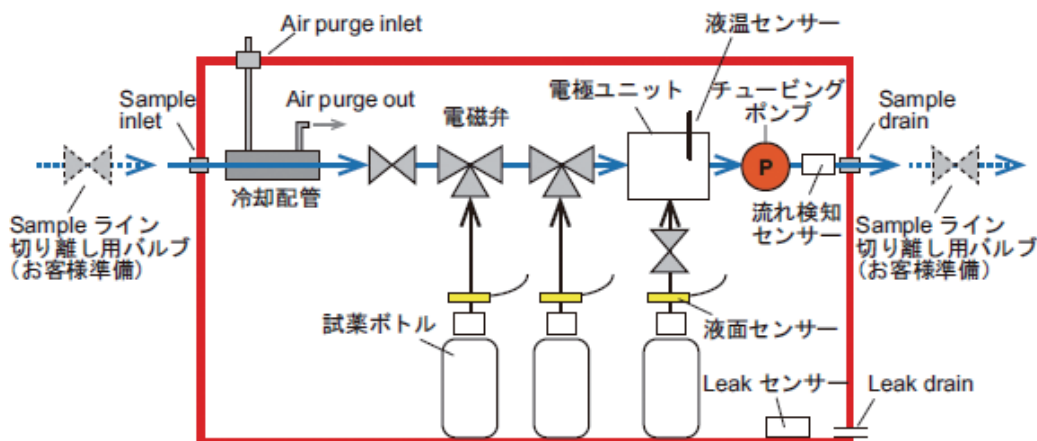 Air purge inlet
液温センサー
Sample
inlet
Air purge out
電磁弁
電極ユニット
チュービング
ポンプ
Sample
drain
P
冷却配管
流れ検知
センサー
Sample ライン
切り離し用バルブ
（お客様準備）
Sample ライン
切り離し用バルブ
（お客様準備）
試薬ボトル
液面センサー
Leak センサー
Leak drain